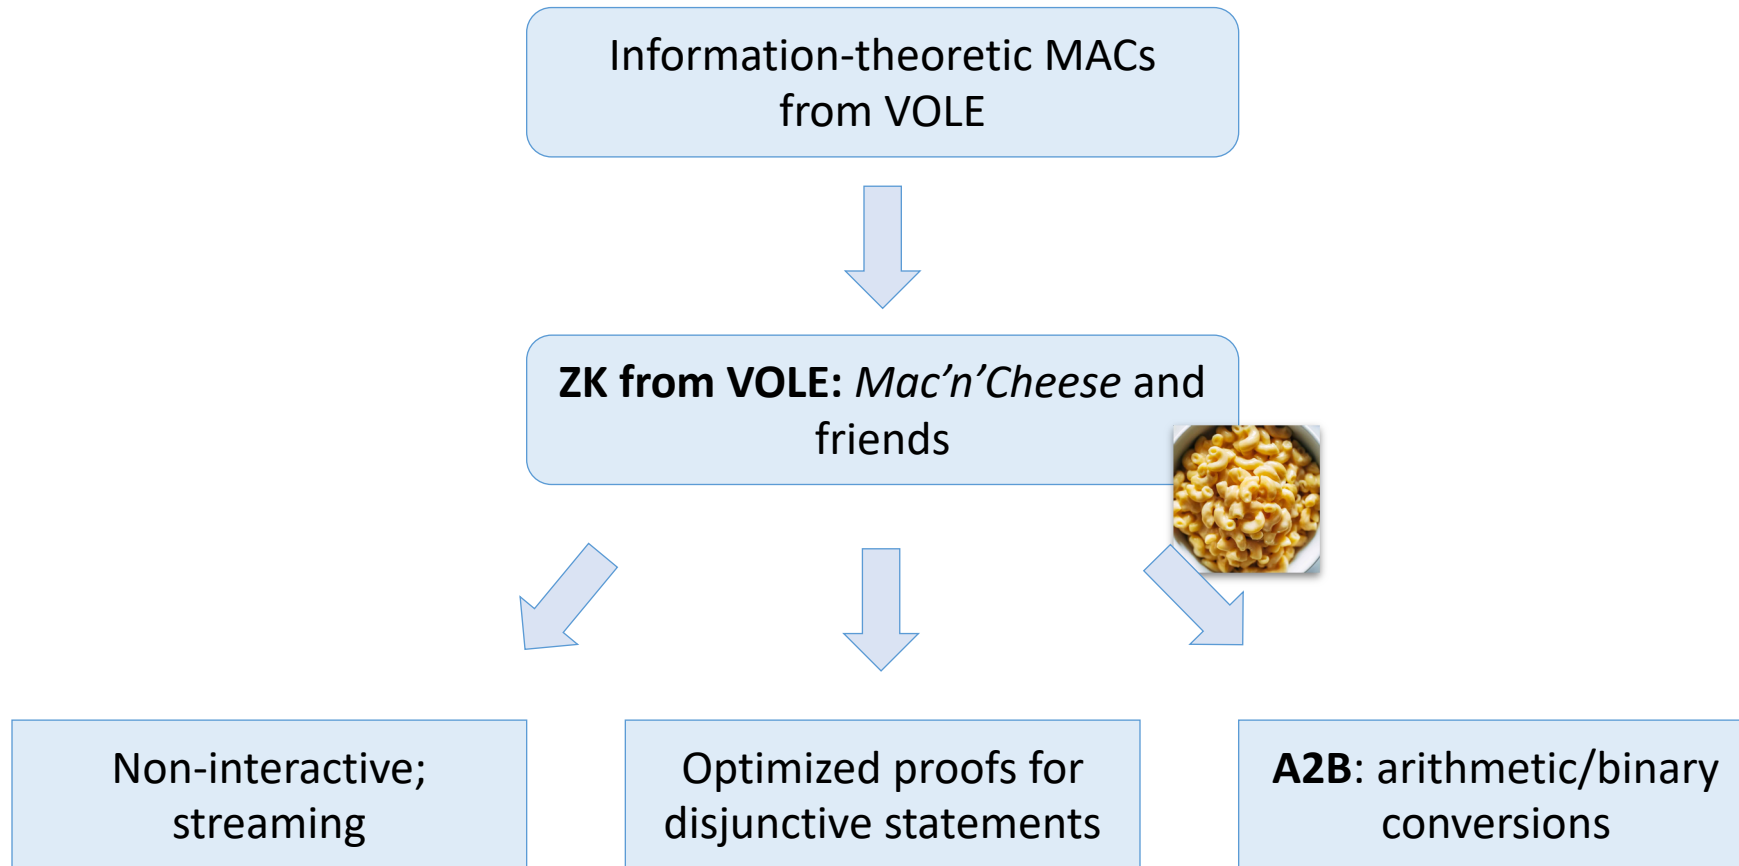 Information-theoretic MACs
from VOLE
ZK from VOLE: Mac’n’Cheese and
friends
Non-interactive;
streaming
Optimized proofs for
disjunctive statements
A2B: arithmetic/binary
conversions